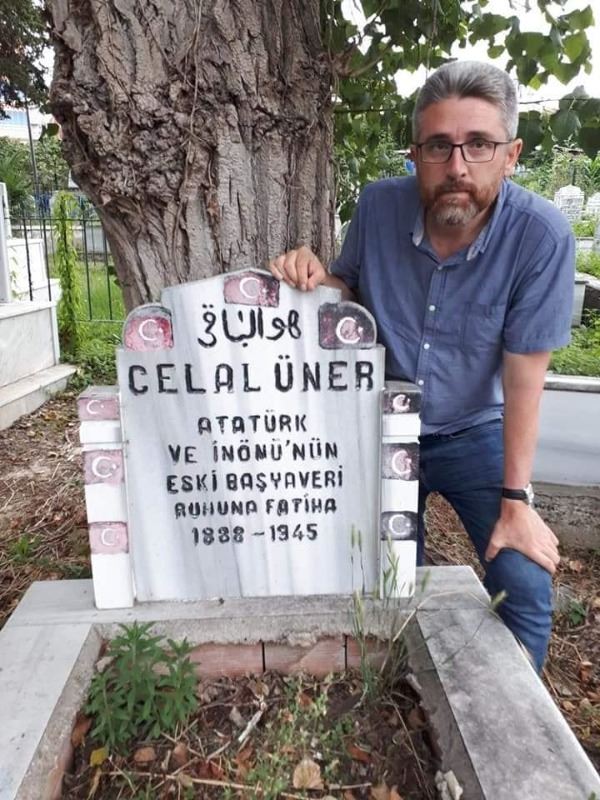 هو الباقي
CELAL ÜNER
ATATÜRK
VE İNÖNÜ'NÜN
ESKİ BAŞYAVERİ
RUHUNA FATİHA
1888-1945